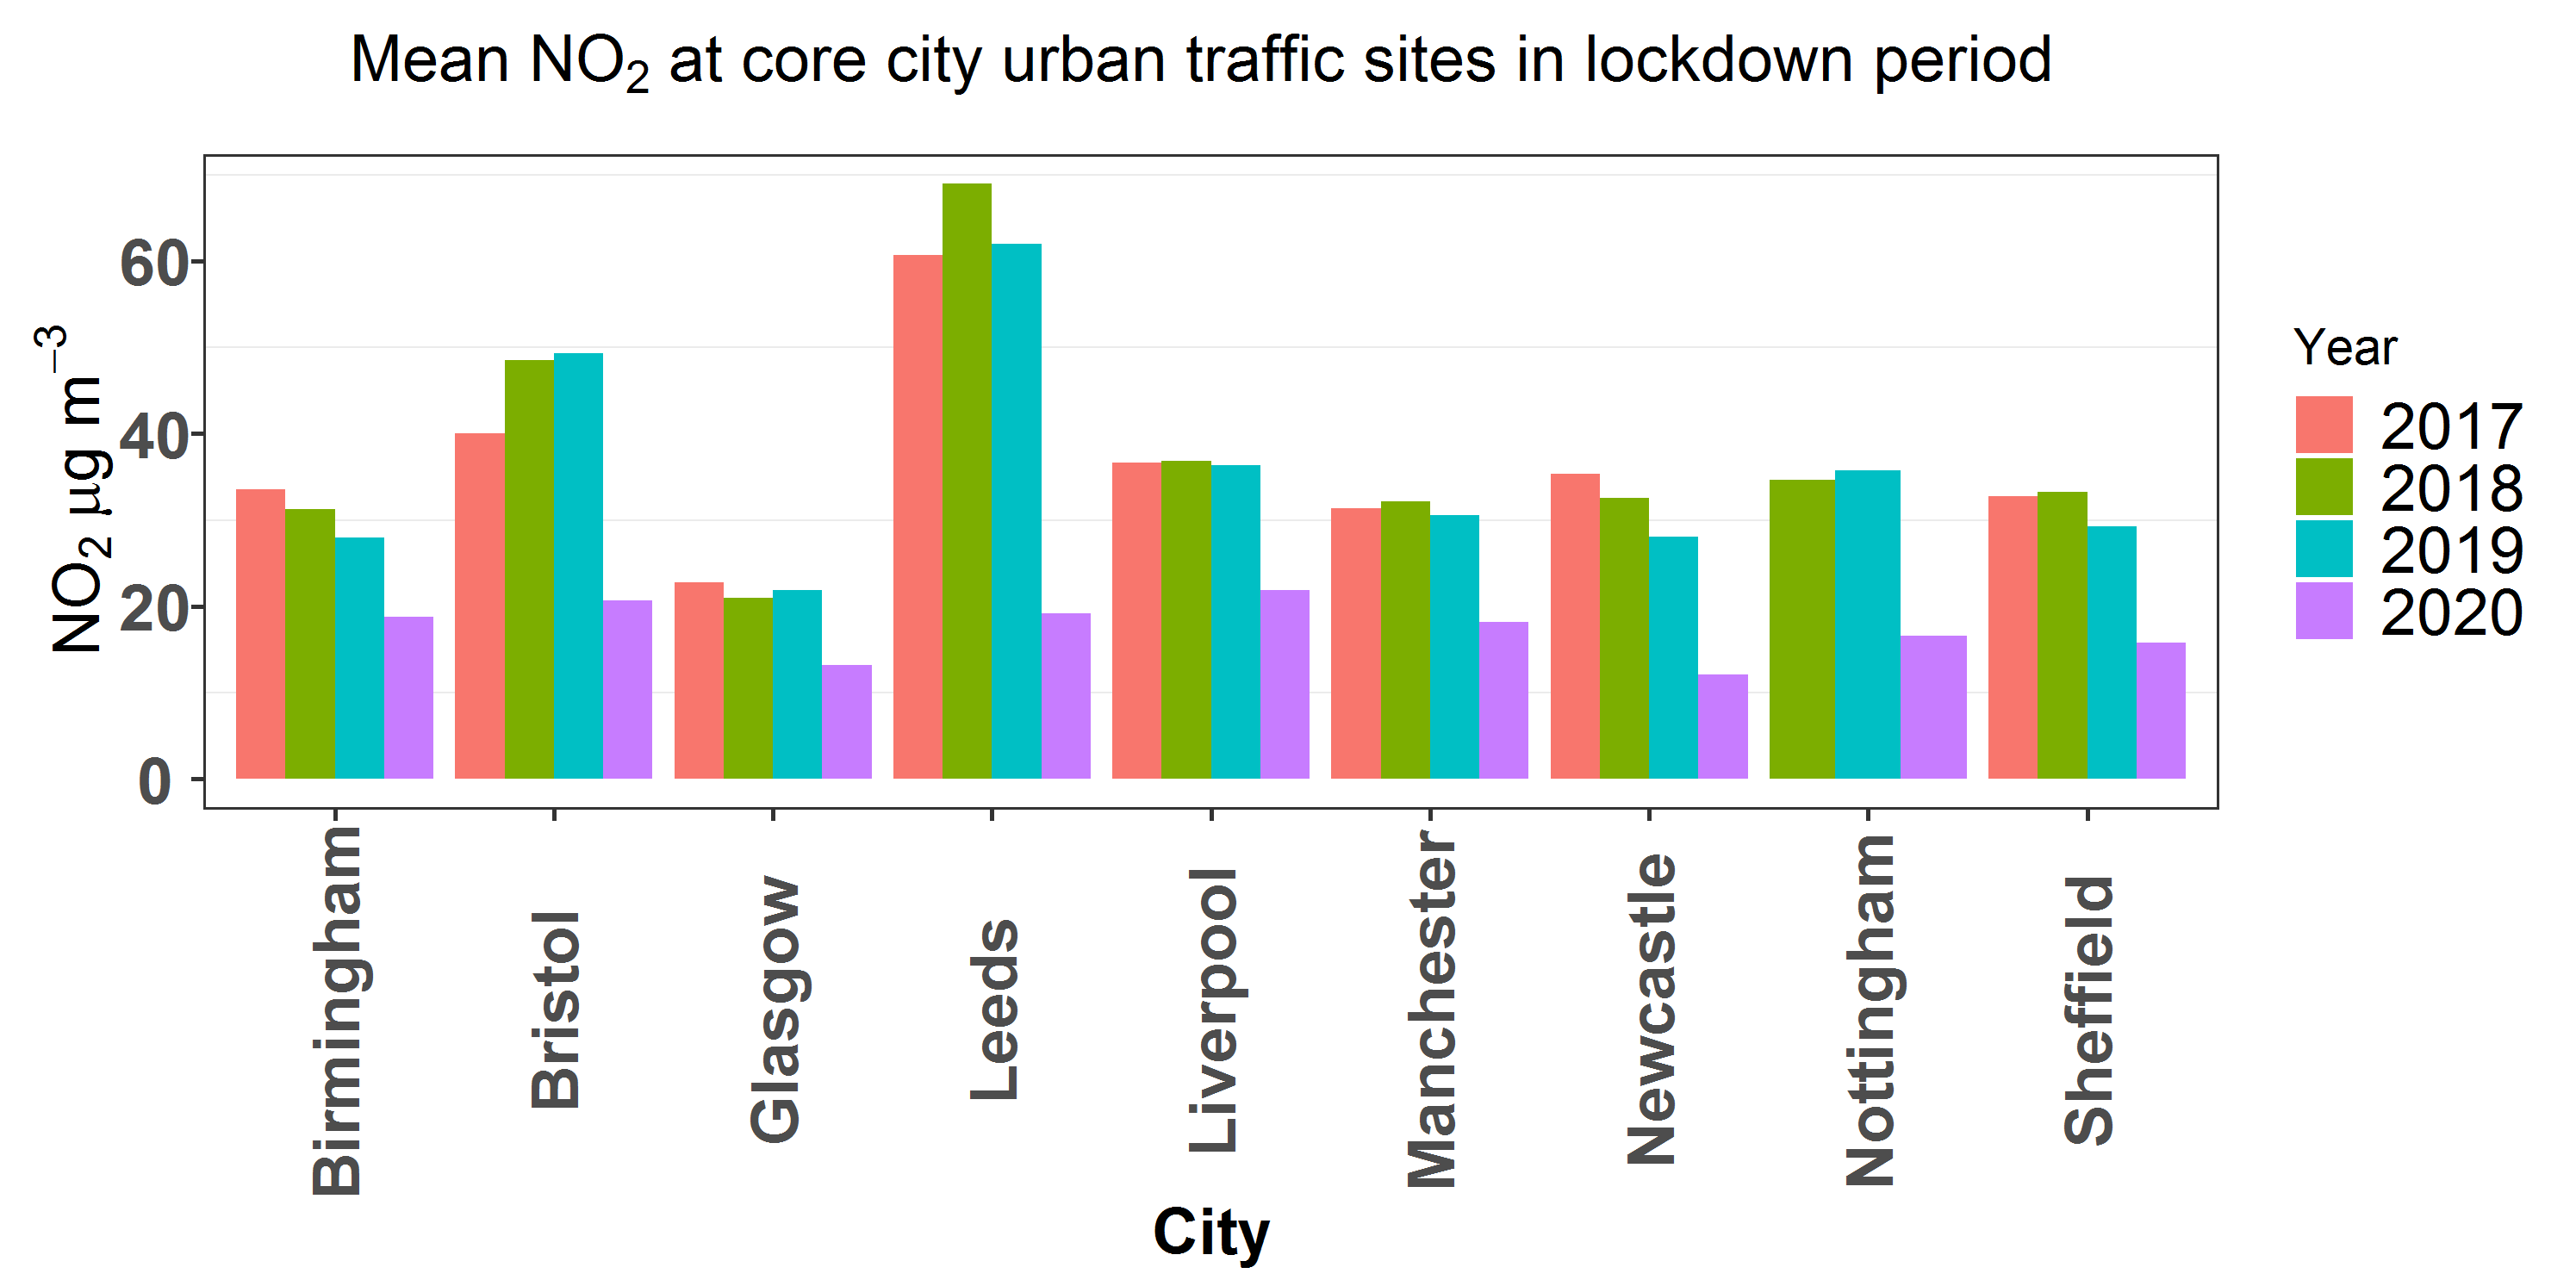 Mean NO₂ at core city urban traffic sites in lockdown period
NO₂ µg m⁻³
60
40
20
0
Birmingham
Bristol
Glasgow
Leeds
Liverpool
Manchester
Newcastle
Nottingham
Sheffield
City
Year
2017
2018
2019
2020